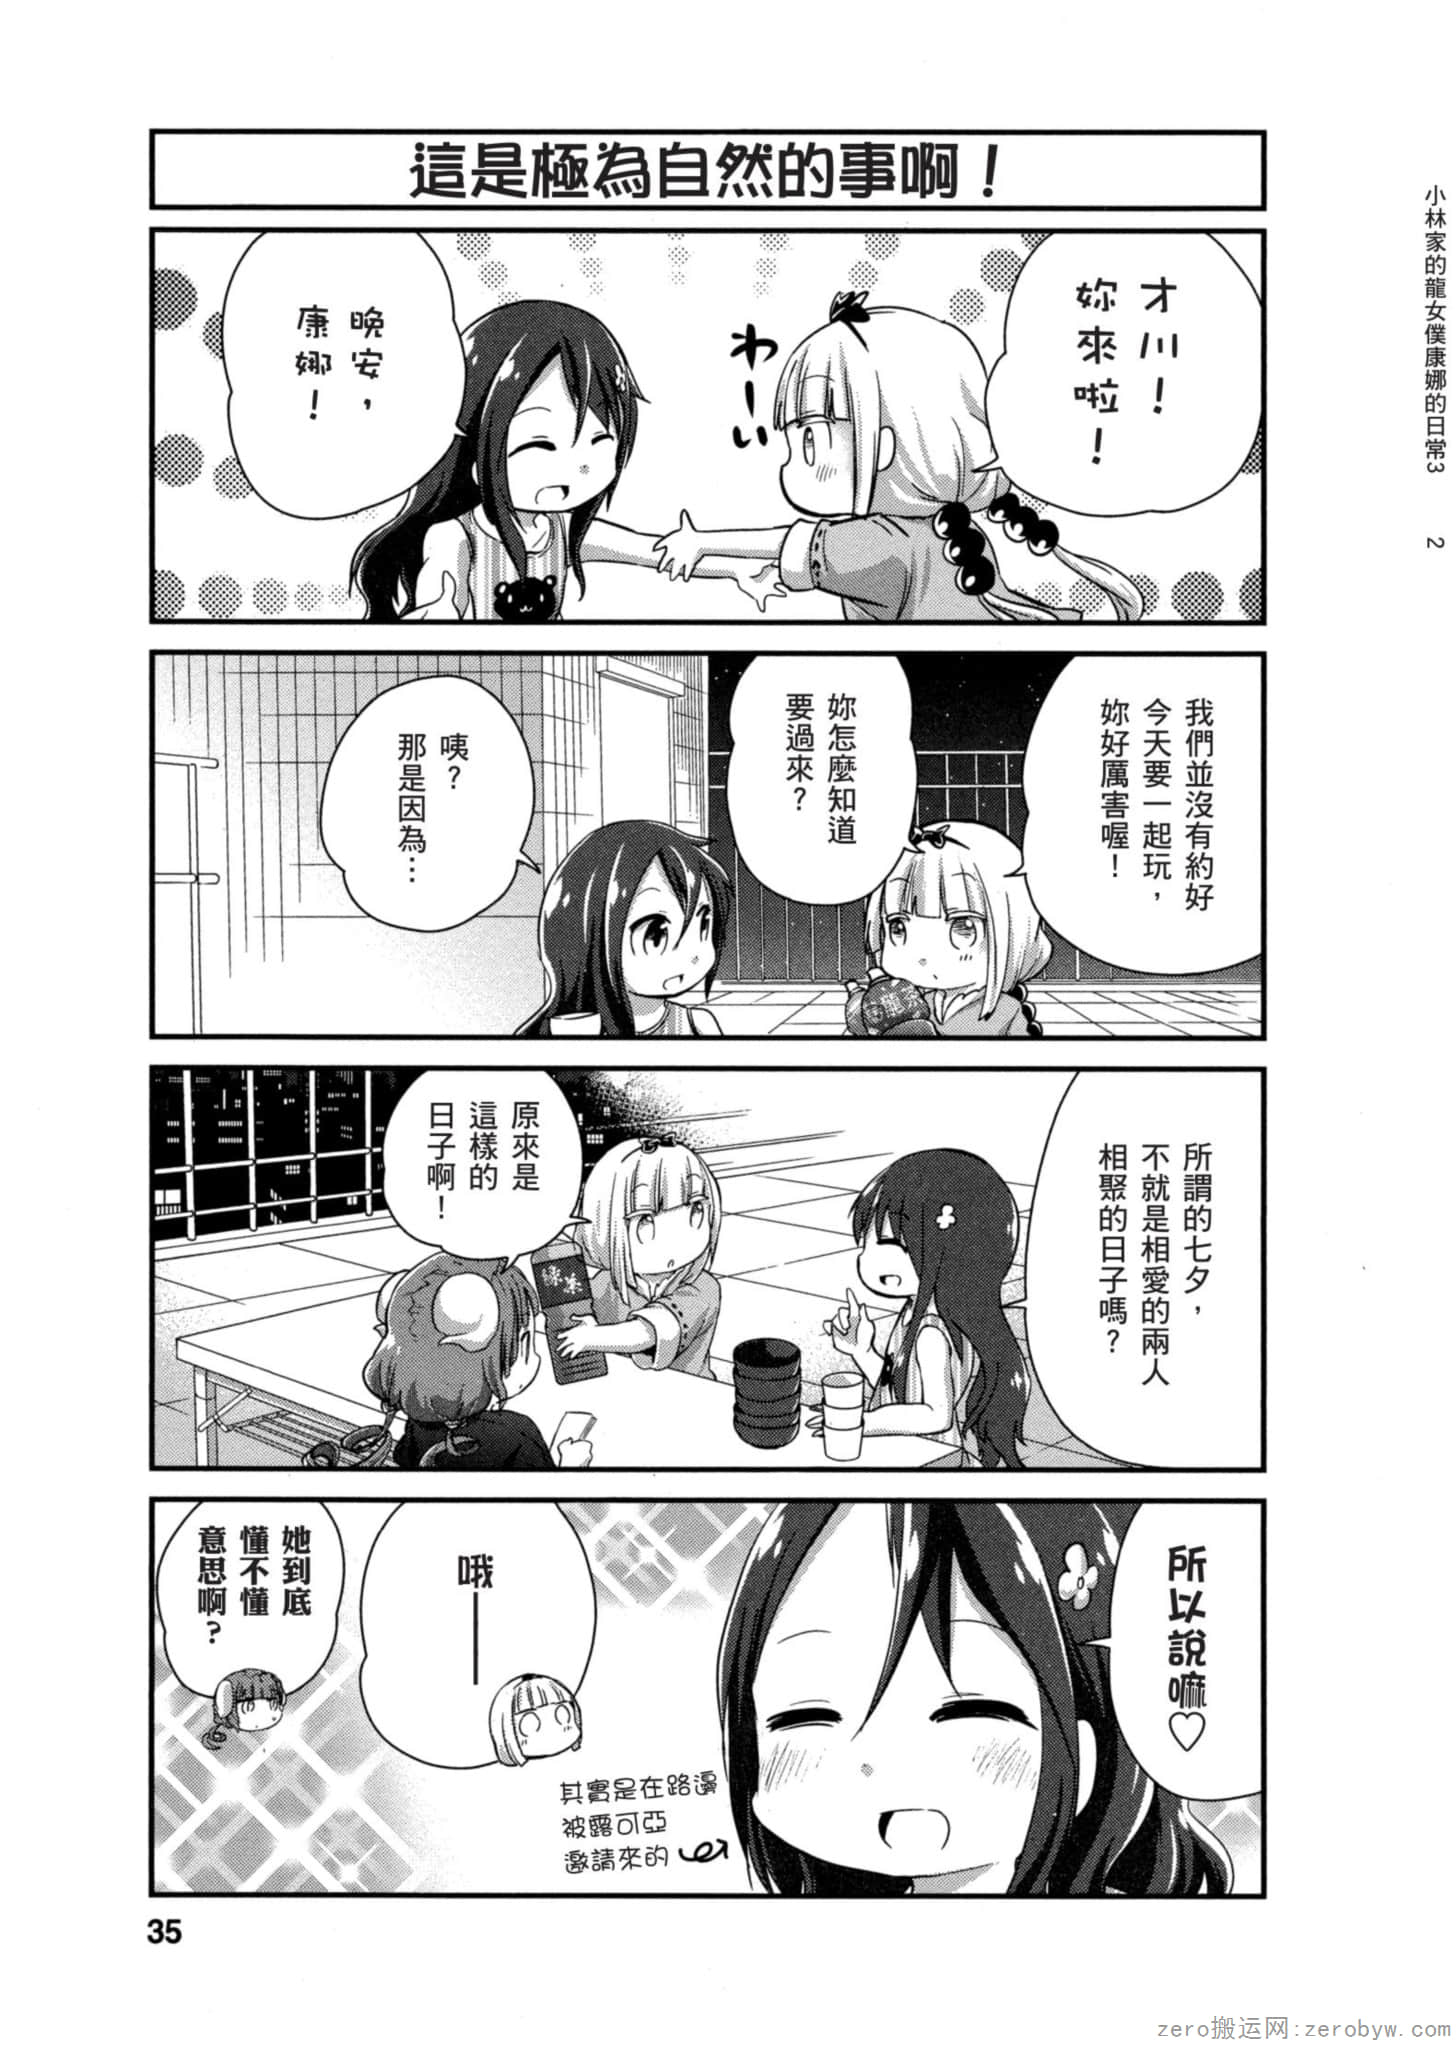 這是極為自然的事啊！
小林家的龍女僕康娜的日常3
2
才川！
妳來啦！
わーい
晚安，
康娜！
我們並沒有約好
今天要一起玩，
妳好厲害喔！
妳怎麼知道
要過來？
咦？
那是因為…
所謂的七夕，
不就是相愛的兩人
相聚的日子嗎？
原來是
這樣的
日子啊！
綠茶
所以說嘛♡
哦——
她到底
懂不懂
意思啊？
其實是在路邊
被露可亞
邀請來的
35
zero搬运网:zerobyw.com